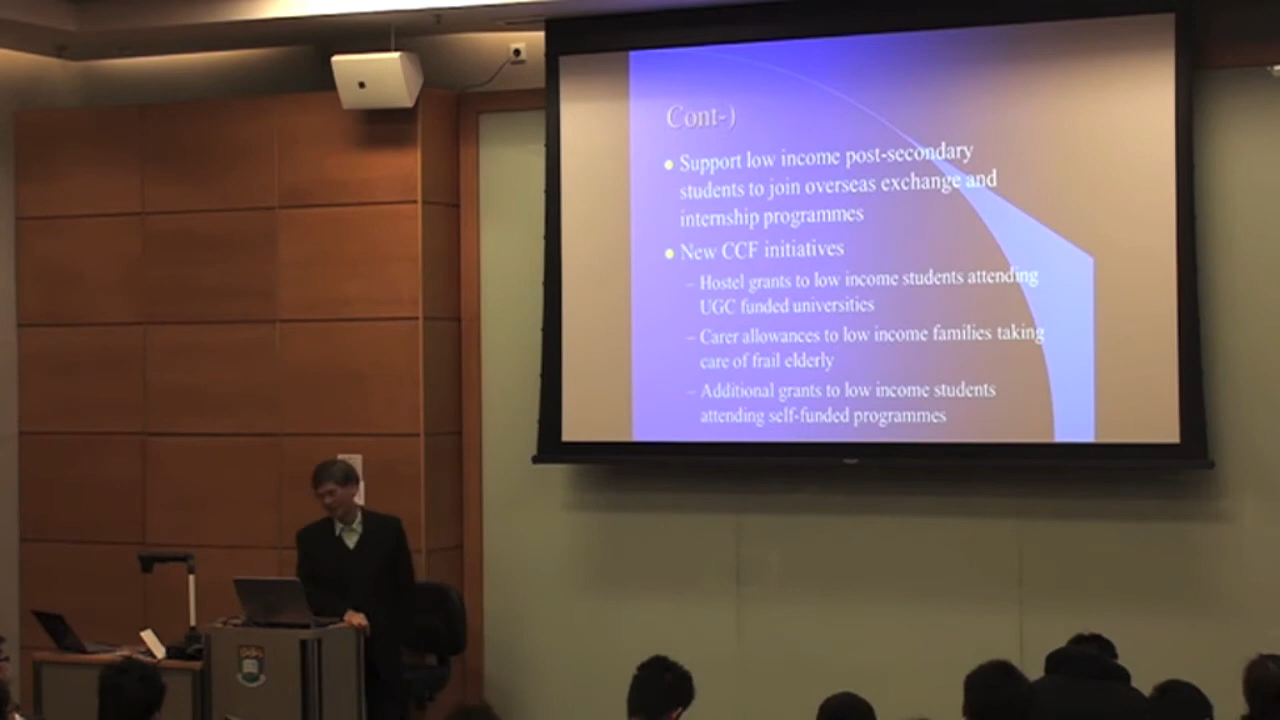 Cont-)
Support low income post-secondary
students to join overseas exchange and
internship programmes
New CCF initiatives
– Hostel grants to low income students attending
UGC funded universities
– Carer allowances to low income families taking
care of frail elderly
– Additional grants to low income students
attending self-funded programmes